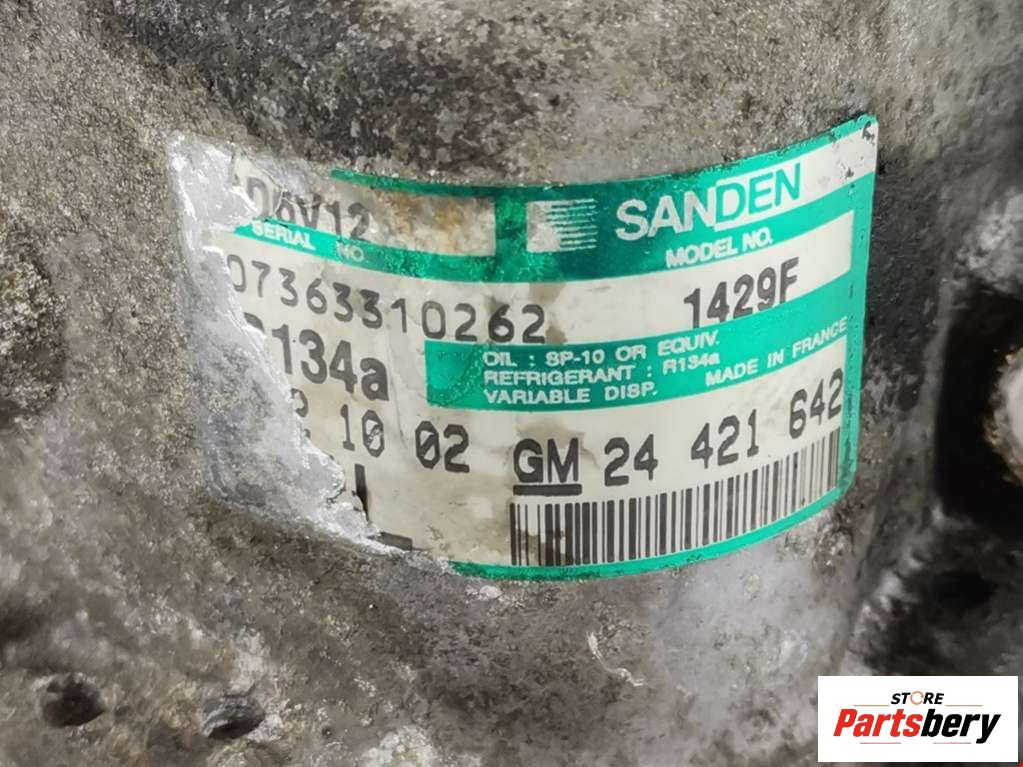 D6V12
SANDEN
SERIAL NO.
MODEL NO.
07363310262
1429F
R134a
OIL : SP-10 OR EQUIV.
REFRIGERANT : R134a
VARIABLE DISP.
MADE IN FRANCE
10 02
GM 24 421 642
STORE
Partsbery